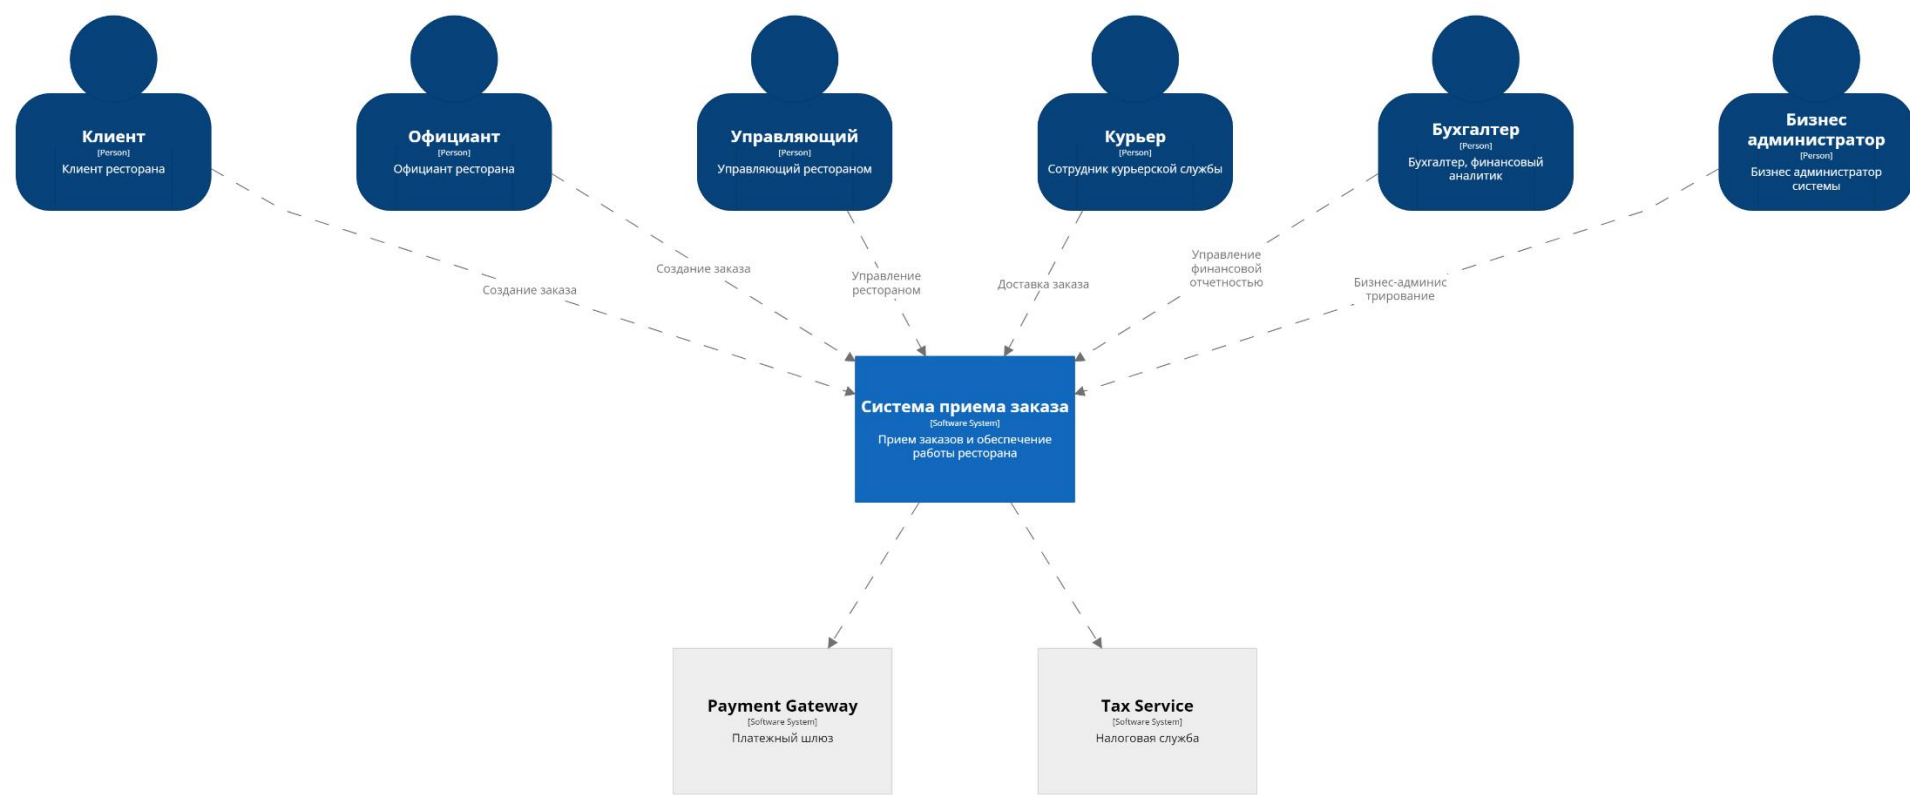 Клиент
[Person]
Клиент ресторана
Официант
[Person]
Официант ресторана
Управляющий
[Person]
Управляющий рестораном
Курьер
[Person]
Сотрудник курьерской службы
Бухгалтер
[Person]
Бухгалтер, финансовый
аналитик
Бизнес
администратор
[Person]
Бизнес администратор
системы
Создание заказа
Создание заказа
Управление
рестораном
Доставка заказа
Управление
финансовой
отчетностью
Бизнес-админис
трирование
Система приема заказа
[Software System]
Прием заказов и обеспечение
работы ресторана
Payment Gateway
[Software System]
Платежный шлюз
Tax Service
[Software System]
Налоговая служба